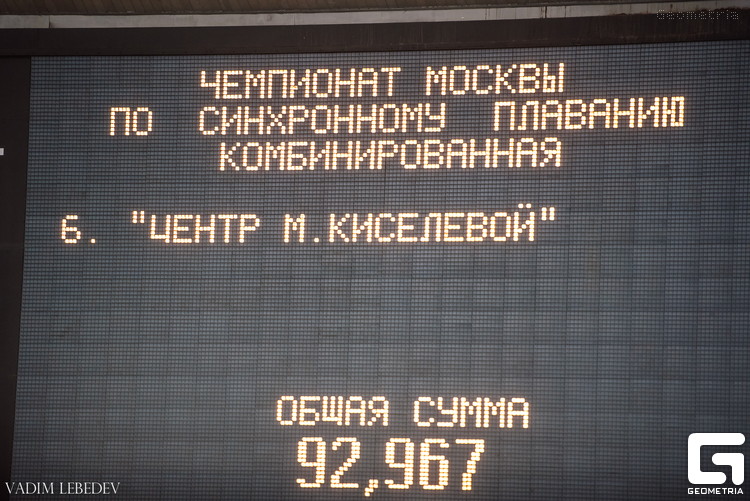 geometria
ЧЕМПИОНАТ МОСКВЫ
ПО СИНХРОННОМУ ПЛАВАНИЮ
КОМБИНИРОВАННАЯ
6. "ЦЕНТР М.КИСЕЛЕВОЙ"
ОБЩАЯ СУММА
92,967
VADIM LEBEDEV
GEOMETRIA